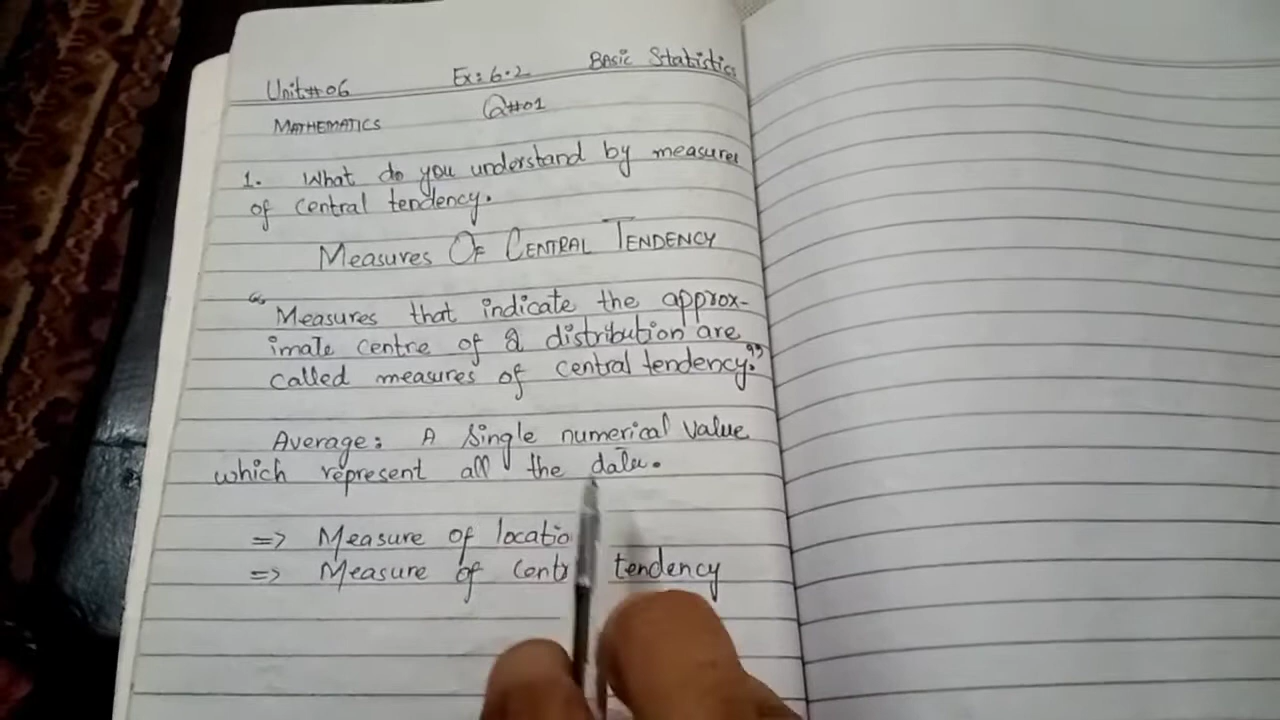 Unit#06 Ex:6.2 Basic Statistics
MATHEMATICS Q#01
1. What do you understand by measures
of central tendency.
Measures OF CENTRAL TENDENCY
"Measures that indicate the approx-
imate centre of a distribution are
called measures of central tendency."
Average: A single numerical value
which represent all the data.
=> Measure of locatio
=> Measure of cent tendency